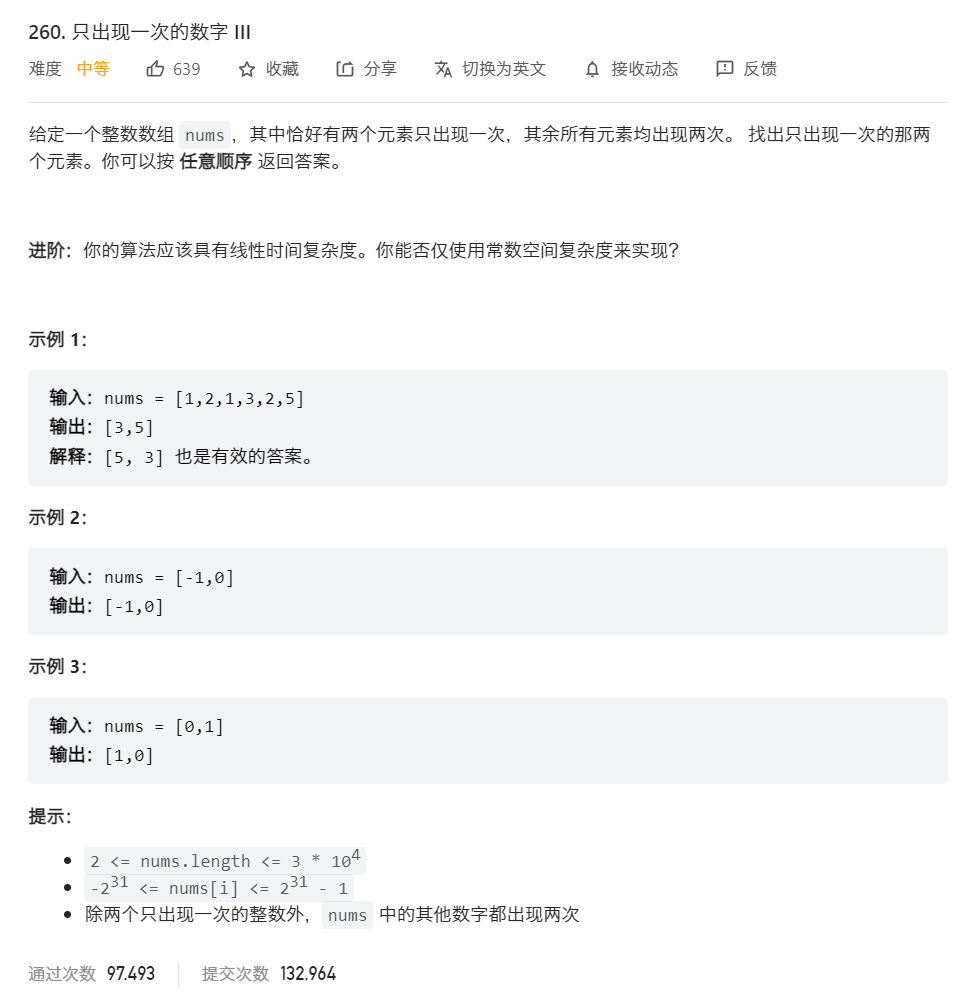 260. 只出现一次的数字 III
难度 中等 639 收藏 分享 切换为英文 接收动态 反馈
给定一个整数数组 nums，其中恰好有两个元素只出现一次，其余所有元素均出现两次。 找出只出现一次的那两
个元素。你可以按 任意顺序 返回答案。
进阶：你的算法应该具有线性时间复杂度。你能否仅使用常数空间复杂度来实现？
示例 1：
输入：nums = [1,2,1,3,2,5]
输出：[3,5]
解释：[5, 3] 也是有效的答案。
示例 2：
输入：nums = [-1,0]
输出：[-1,0]
示例 3：
输入：nums = [0,1]
输出：[1,0]
提示：
• 2 <= nums.length <= 3 * 10^4
• -2^31 <= nums[i] <= 2^31 - 1
• 除两个只出现一次的整数外，nums 中的其他数字都出现两次
通过次数 97,493 提交次数 132,964